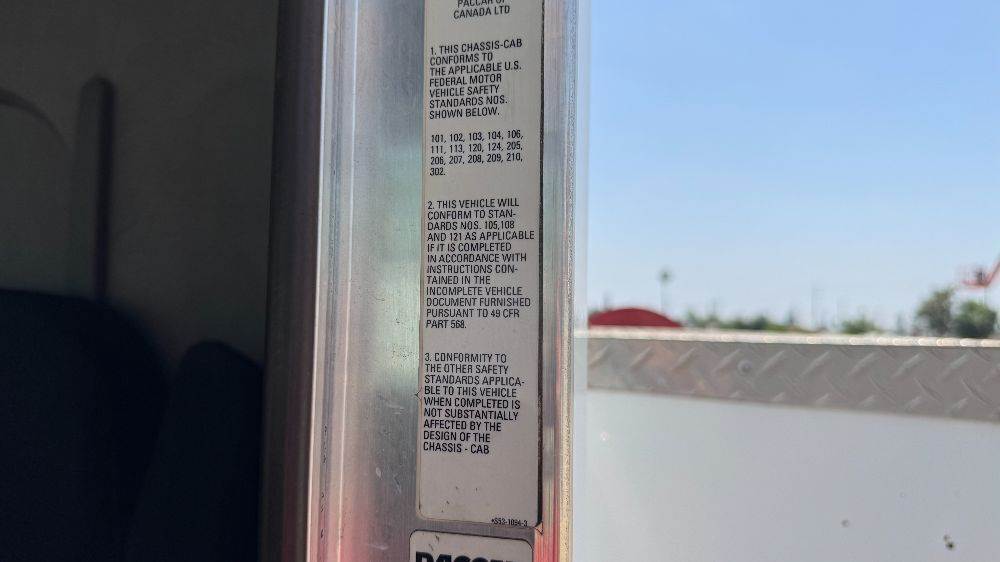 PACCAR OF
CANADA LTD
1. THIS CHASSIS-CAB
CONFORMS TO
THE APPLICABLE U.S.
FEDERAL MOTOR
VEHICLE SAFETY
STANDARDS NOS.
SHOWN BELOW.
101, 102, 103, 104, 106,
111, 113, 120, 124, 205,
206, 207, 208, 209, 210,
302.
2. THIS VEHICLE WILL
CONFORM TO STAN-
DARDS NOS. 105,108
AND 121 AS APPLICABLE
IF IT IS COMPLETED
IN ACCORDANCE WITH
INSTRUCTIONS CON-
TAINED IN THE
INCOMPLETE VEHICLE
DOCUMENT FURNISHED
PURSUANT TO 49 CFR
PART 568.
3. CONFORMITY TO
THE OTHER SAFETY
STANDARDS APPLICA-
BLE TO THIS VEHICLE
WHEN COMPLETED IS
NOT SUBSTANTIALLY
AFFECTED BY THE
DESIGN OF THE
CHASSIS - CAB